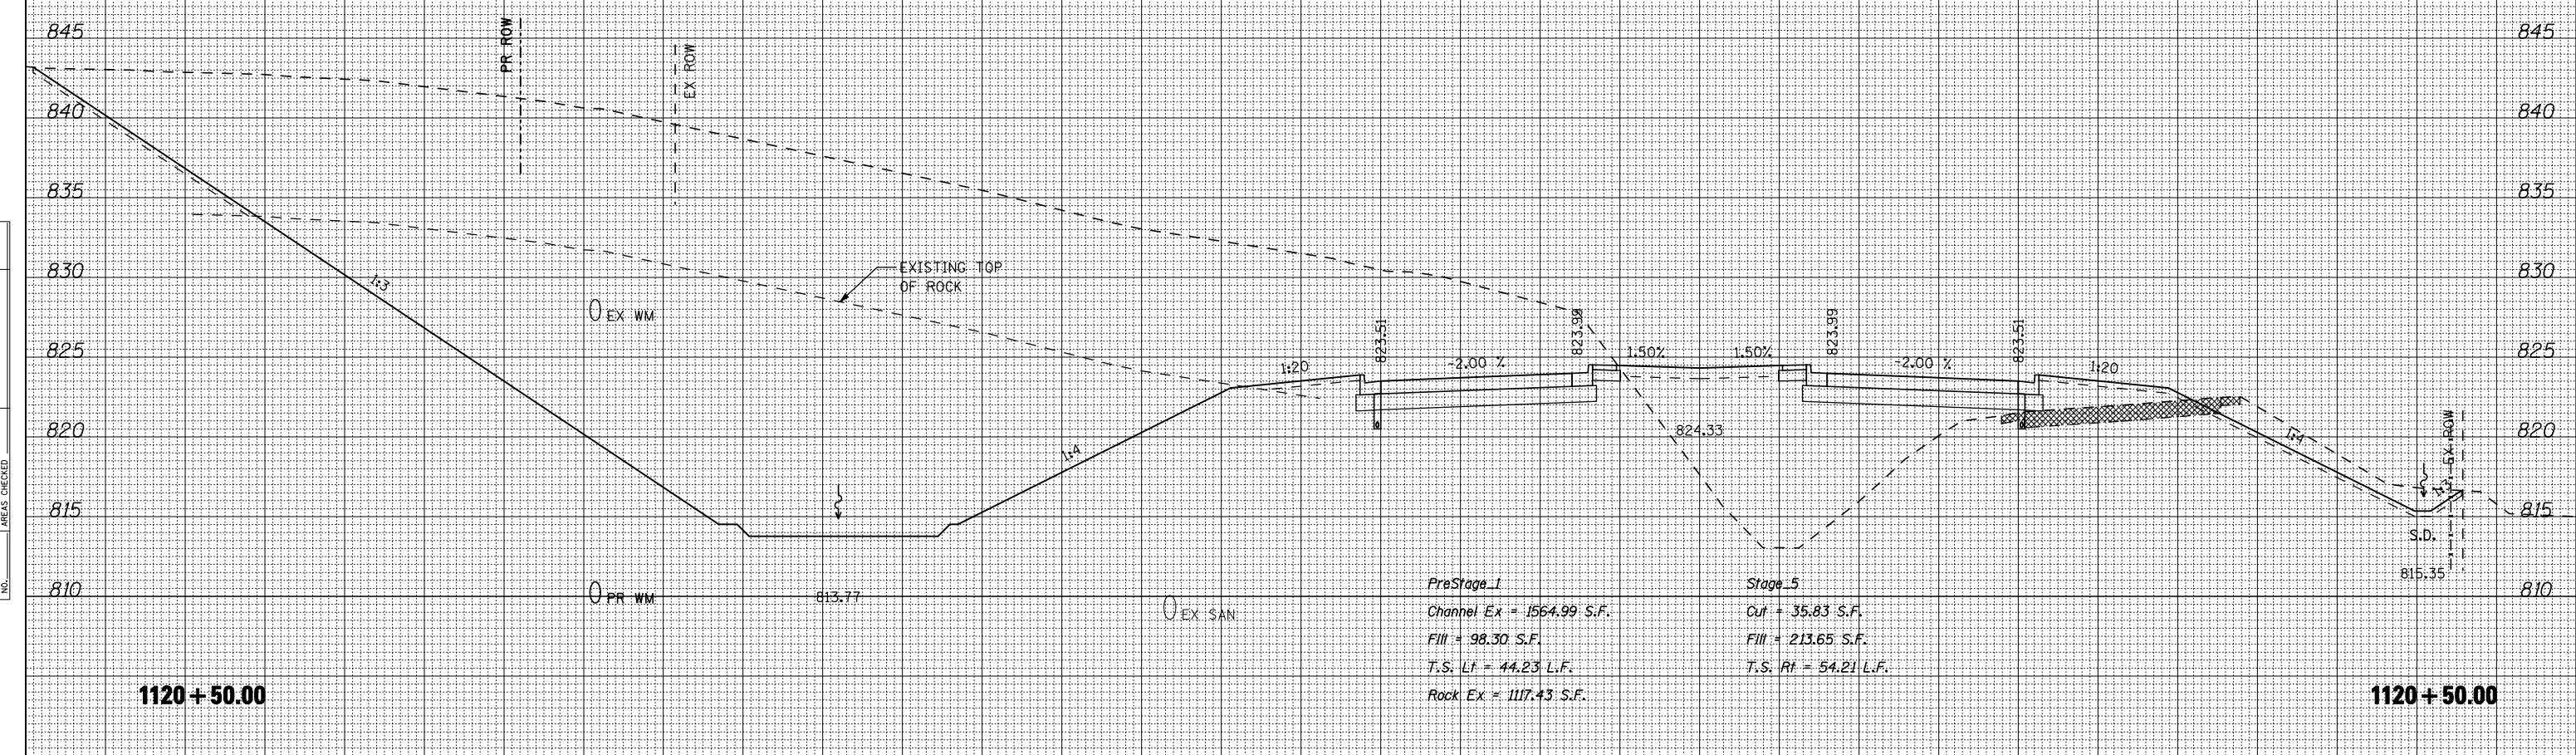 845
845
PR ROW
EX ROW
840
840
835
835
830
830
1:3
EXISTING TOP
OF ROCK
EX WM
825
825
823.51
823.99
823.99
823.51
1:20
-2.00 %
1.50%
1.50%
-2.00 %
1:20
820
820
824.33
1:4
1:4
EX ROW
1:3
815
815
S.D.
815.35
810
810
PR WM
813.77
EX SAN
PreStage_1
Channel Ex = 1564.99 S.F.
Fill = 98.30 S.F.
T.S. Lt = 44.23 L.F.
Rock Ex = 1117.43 S.F.
Stage_5
Cut = 35.83 S.F.
Fill = 213.65 S.F.
T.S. Rt = 54.21 L.F.
1120+50.00
1120+50.00
AREAS CHECKED
NO.